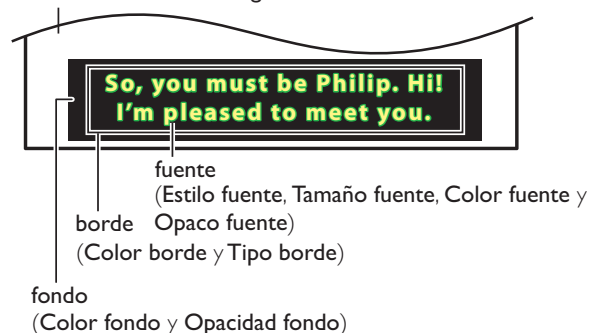 So, you must be Philip. Hi!
I'm pleased to meet you.
fuente
(Estilo fuente, Tamaño fuente, Color fuente y
Opaco fuente)
borde
(Color borde y Tipo borde)
fondo
(Color fondo y Opacidad fondo)